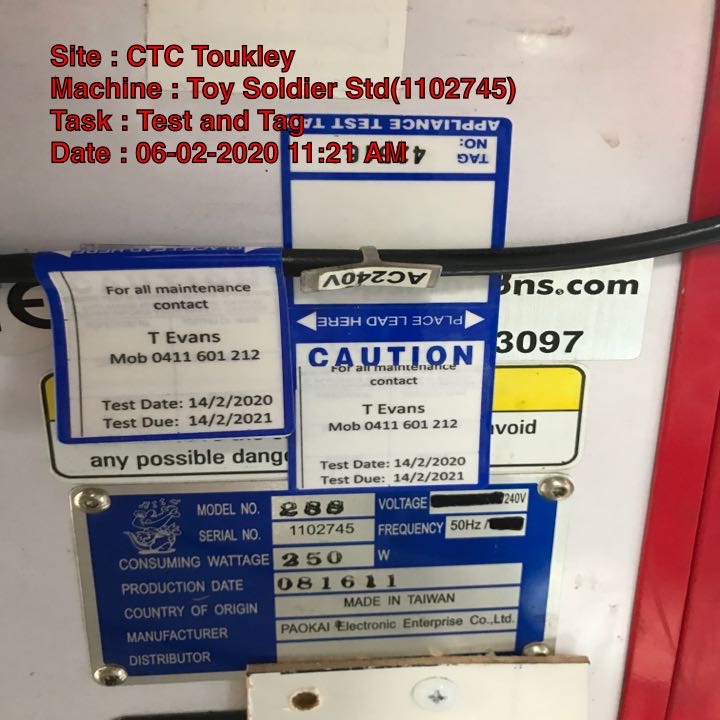 Site : CTC Toukley
Machine : Toy Soldier Std(1102745)
Task : Test and Tag
Date : 06-02-2020 11:21 AM
APPLIANCE TEST TA
TAG NO:
AC240V
PLACE LEAD HERE
ons.com
3097
For all maintenance
contact
T Evans
Mob 0411 601 212
Test Date: 14/2/2020
Test Due: 14/2/2021
CAUTION
For all maintenance
contact
T Evans
Mob 0411 601 212
Test Date: 14/2/2020
Test Due: 14/2/2021
avoid
any possible dang
MODEL NO. 288
VOLTAGE 240V
SERIAL NO. 1102745
FREQUENCY 50Hz /
CONSUMING WATTAGE 250 W
PRODUCTION DATE 081611
COUNTRY OF ORIGIN MADE IN TAIWAN
MANUFACTURER PAOKAI Electronic Enterprise Co.,Ltd.
DISTRIBUTOR